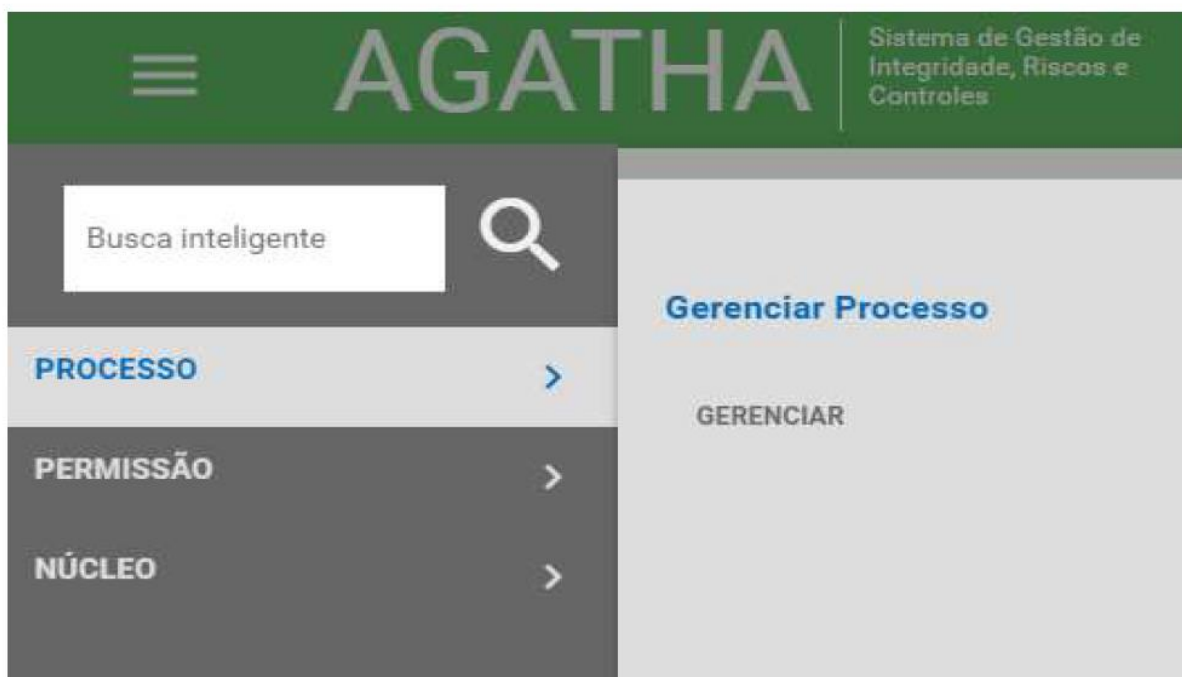 AGATHA
Sistema de Gestão de
Integridade, Riscos e
Controles
Busca inteligente
PROCESSO
PERMISSÃO
NÚCLEO
Gerenciar Processo
GERENCIAR